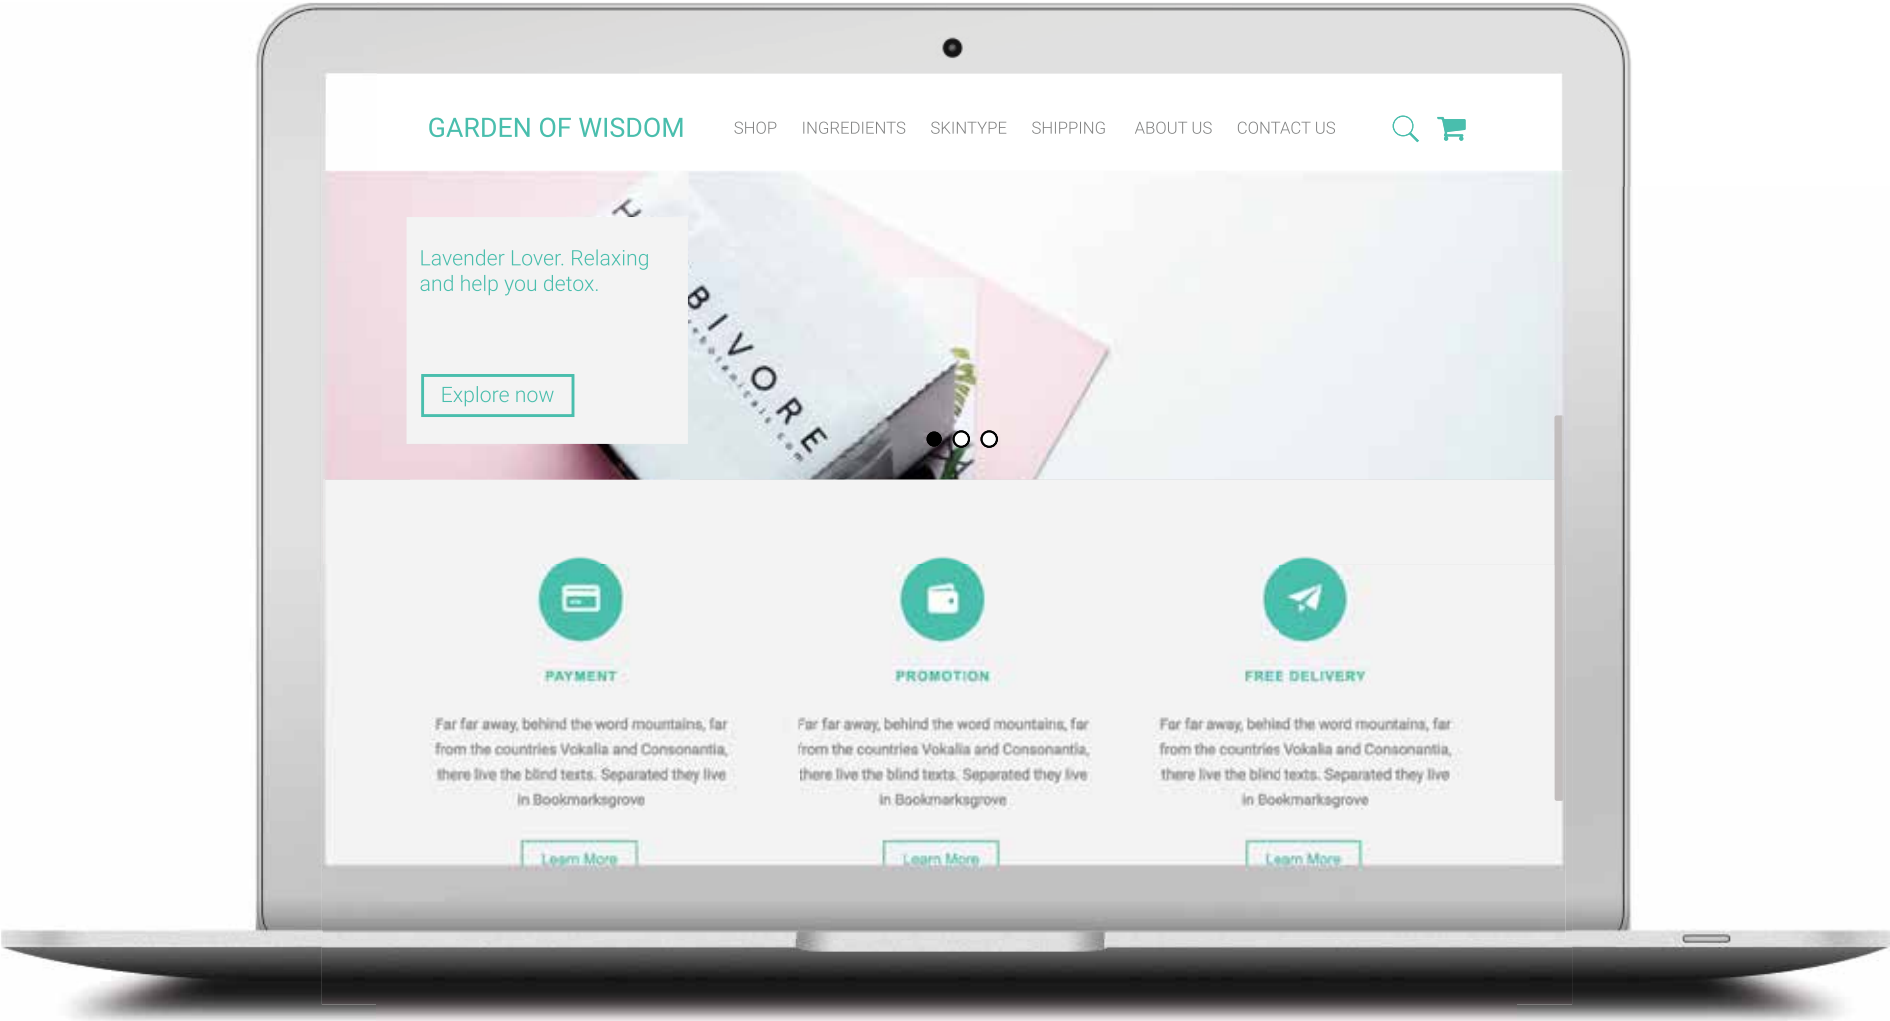 GARDEN OF WISDOM
SHOP INGREDIENTS SKINTYPE SHIPPING ABOUT US CONTACT US
Lavender Lover. Relaxing
and help you detox.
Explore now
H
BIVORE
botanicals.com
PAYMENT
Far far away, behind the word mountains, far
from the countries Vokalia and Consonantia,
there live the blind texts. Separated they live
in Bookmarksgrove
Learn More
PROMOTION
Far far away, behind the word mountains, far
from the countries Vokalia and Consonantia,
there live the blind texts. Separated they live
in Bookmarksgrove
Learn More
FREE DELIVERY
Far far away, behind the word mountains, far
from the countries Vokalia and Consonantia,
there live the blind texts. Separated they live
in Bookmarksgrove
Learn More